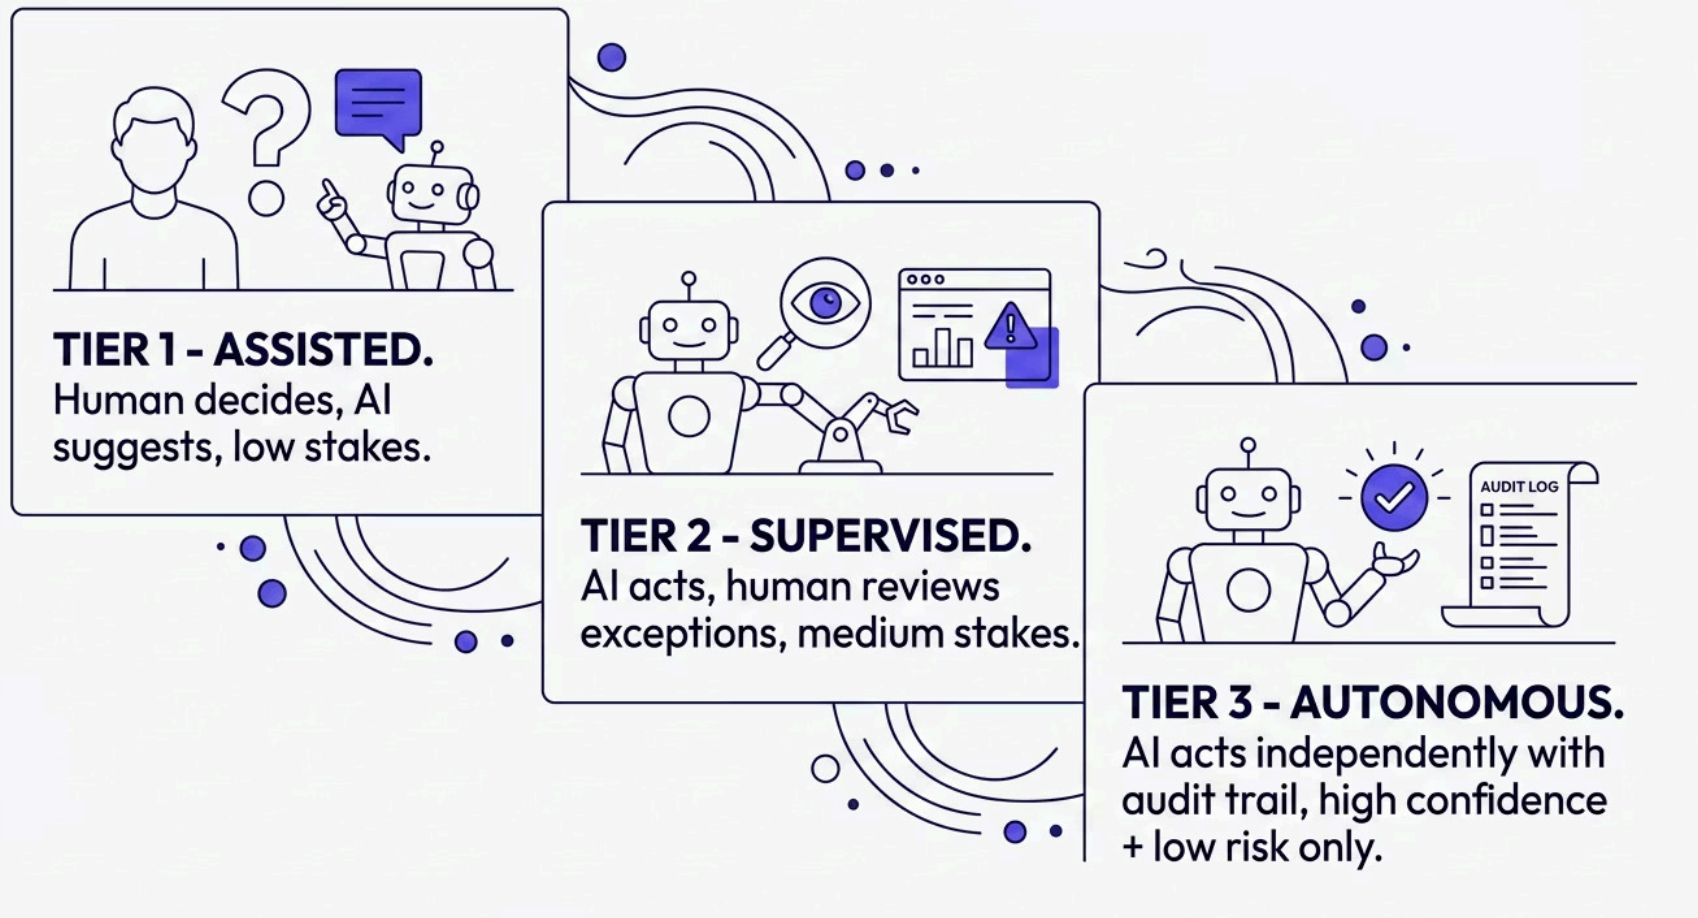 TIER 1 - ASSISTED.
Human decides, AI
suggests, low stakes.
TIER 2 - SUPERVISED.
AI acts, human reviews
exceptions, medium stakes.
AUDIT LOG
TIER 3 - AUTONOMOUS.
AI acts independently with
audit trail, high confidence
+ low risk only.